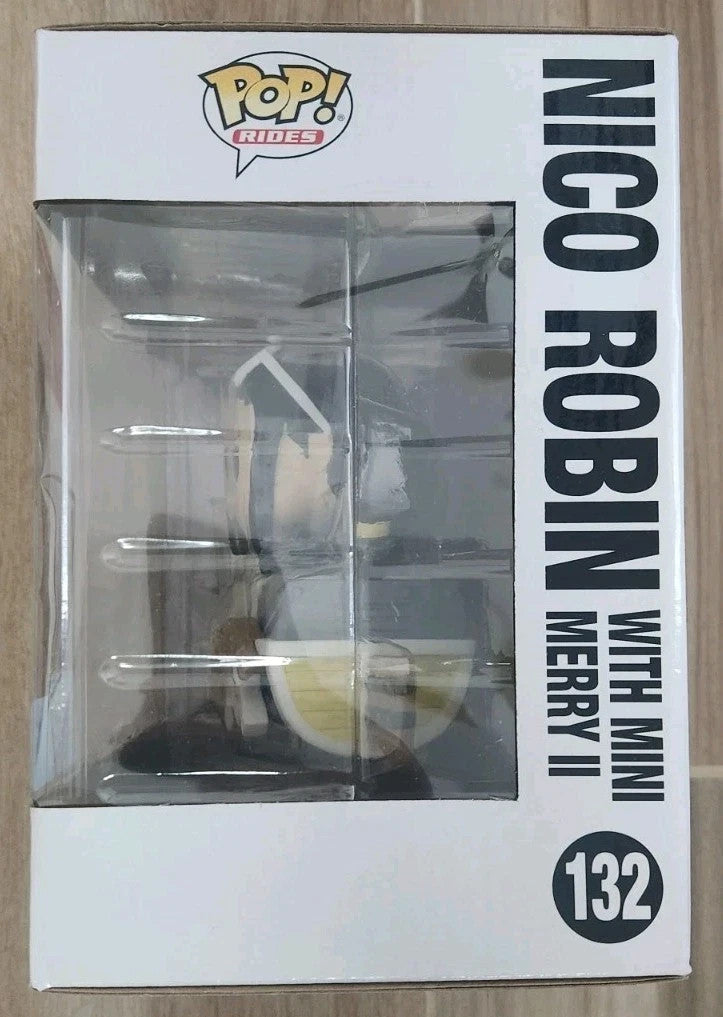 POP!
RIDES
NICO ROBIN
WITH MINI
MERRY II
132